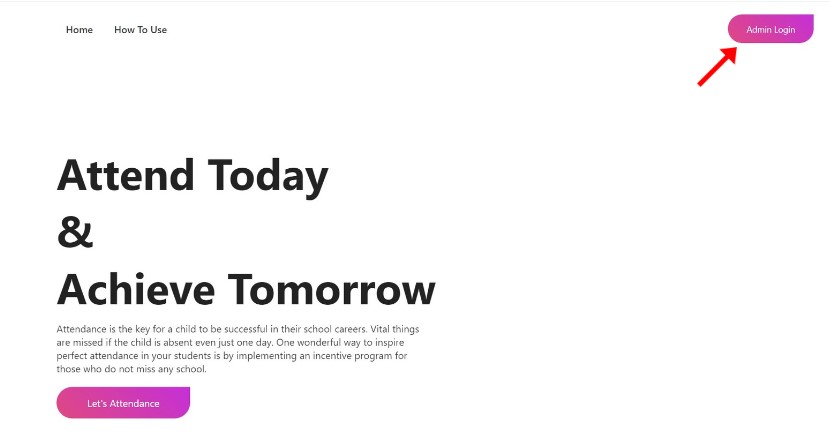 Home How To Use Admin Login
Attend Today
&
Achieve Tomorrow
Attendance is the key for a child to be successful in their school careers. Vital things
are missed if the child is absent even just one day. One wonderful way to inspire
perfect attendance in your students is by implementing an incentive program for
those who do not miss any school.
Let's Attendance